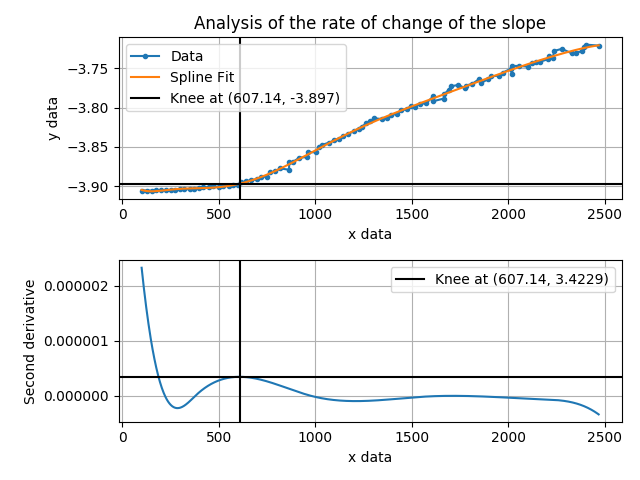 Analysis of the rate of change of the slope
Data
Spline Fit
Knee at (607.14, -3.897)
y data
−3.75
−3.80
−3.85
−3.90
0 500 1000 1500 2000 2500
x data
Knee at (607.14, 3.4229)
Second derivative
0.000002
0.000001
0.000000
0 500 1000 1500 2000 2500
x data